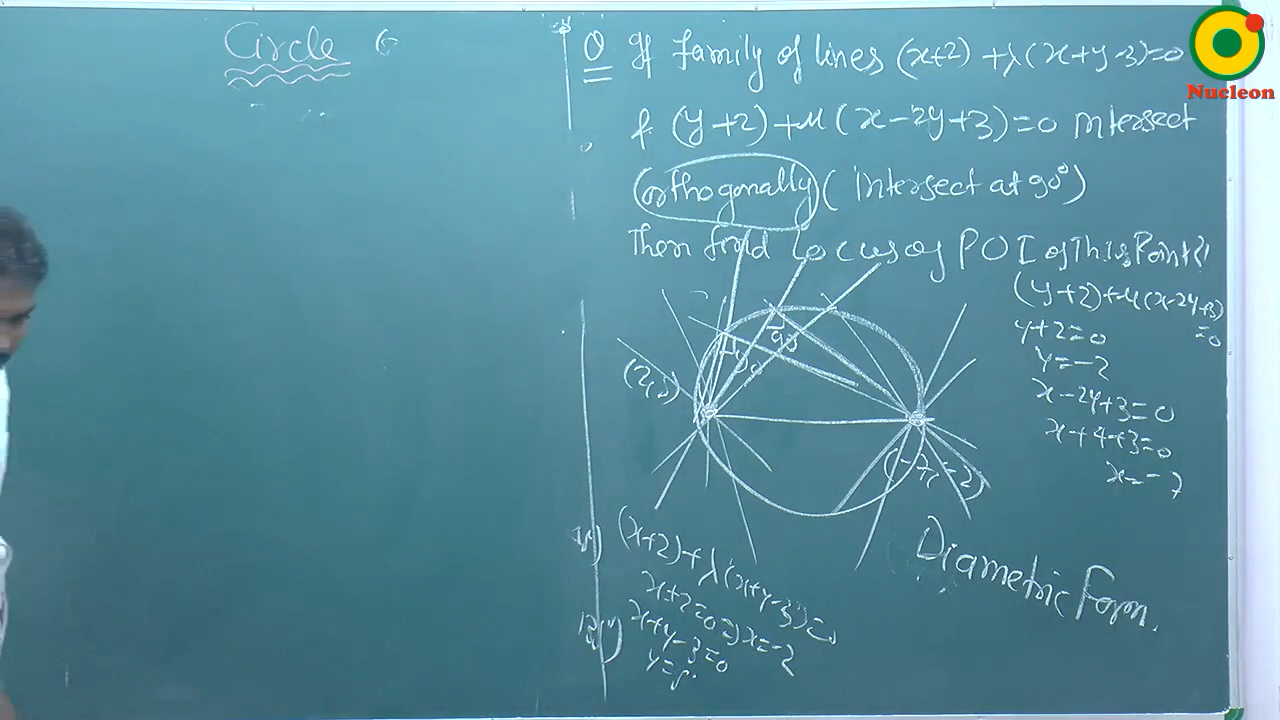 Circle 6
Q If family of lines (x+2) + λ(x+y-3)=0
& (y+2)+μ(x-2y+3)=0 intersect
orthogonally (intersect at 90°)
Then find Locus of POI of This Point?
(y+2)+μ(x-2y+3)
=0
y+2=0
y=-2
x-2y+3=0
x+4+3=0
x=-7
90
90
(-7,-2)
(x+2)+λ(x+y-3)=0
x+2=0 ⇒ x=-2
x+y-3=0
y=5
Diametric Form.
Nucleon